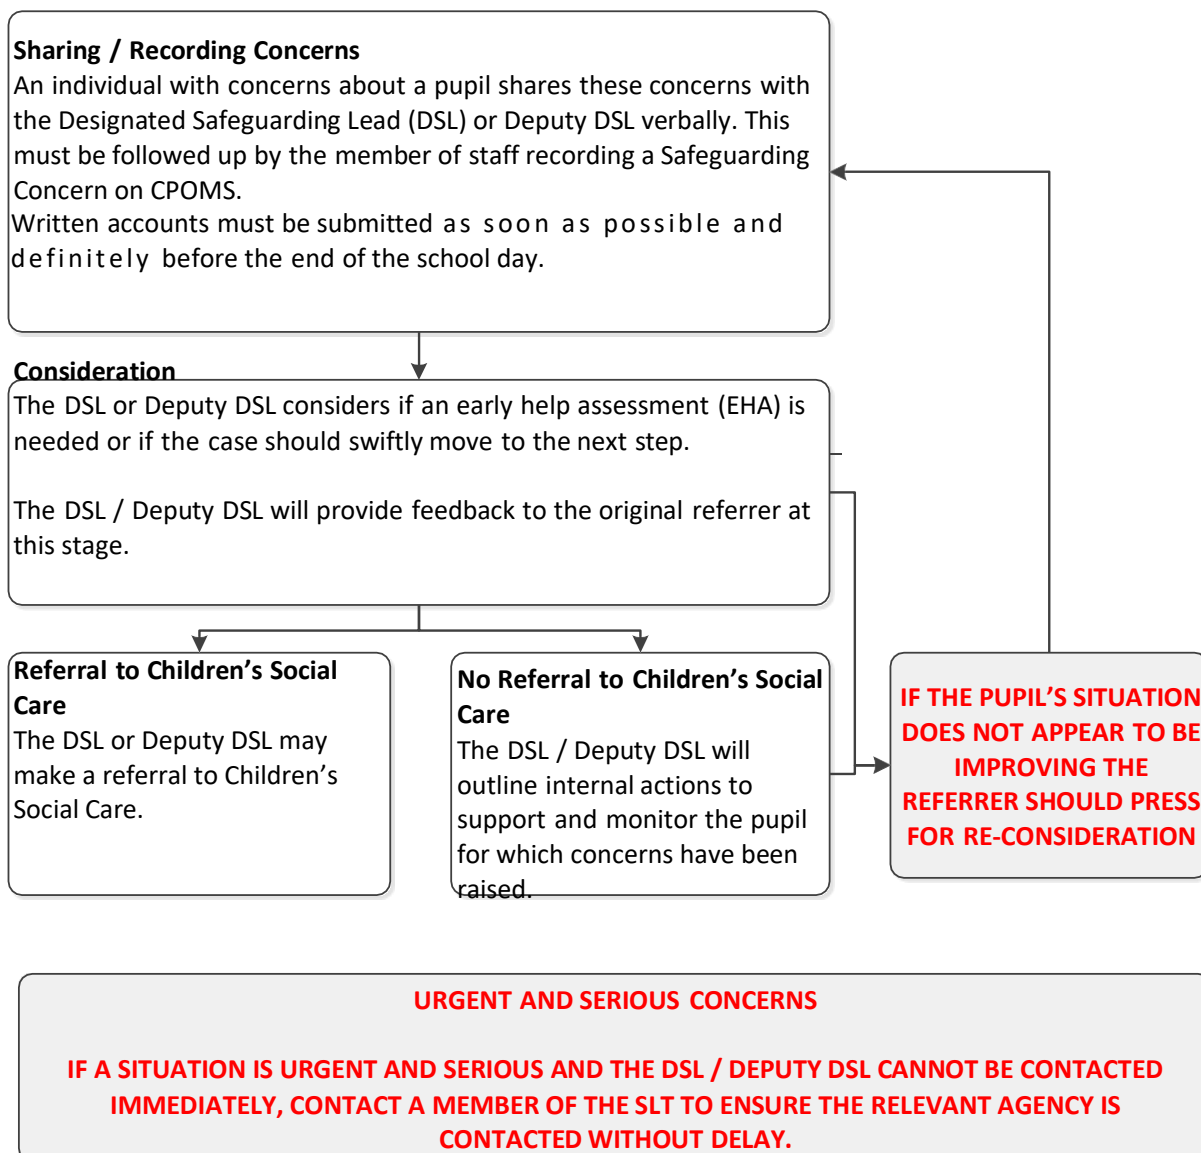 Sharing / Recording Concerns
An individual with concerns about a pupil shares these concerns with
the Designated Safeguarding Lead (DSL) or Deputy DSL verbally. This
must be followed up by the member of staff recording a Safeguarding
Concern on CPOMS.
Written accounts must be submitted as soon as possible and
definitely before the end of the school day.
Consideration
The DSL or Deputy DSL considers if an early help assessment (EHA) is
needed or if the case should swiftly move to the next step.
The DSL / Deputy DSL will provide feedback to the original referrer at
this stage.
Referral to Children’s Social
Care
The DSL or Deputy DSL may
make a referral to Children’s
Social Care.
No Referral to Children’s Social
Care
The DSL / Deputy DSL will
outline internal actions to
support and monitor the pupil
for which concerns have been
raised.
IF THE PUPIL’S SITUATION
DOES NOT APPEAR TO BE
IMPROVING THE
REFERRER SHOULD PRESS
FOR RE-CONSIDERATION
URGENT AND SERIOUS CONCERNS
IF A SITUATION IS URGENT AND SERIOUS AND THE DSL / DEPUTY DSL CANNOT BE CONTACTED
IMMEDIATELY, CONTACT A MEMBER OF THE SLT TO ENSURE THE RELEVANT AGENCY IS
CONTACTED WITHOUT DELAY.